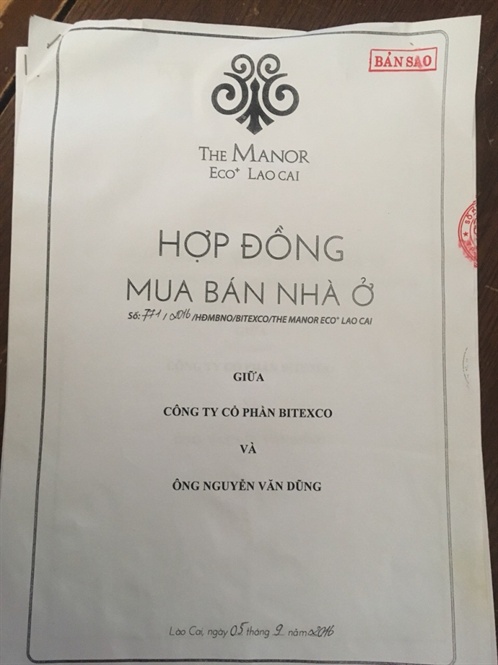 BẢN SAO
THE MANOR
ECO⁺ LAO CAI
HỢP ĐỒNG
MUA BÁN NHÀ Ở
Số: 771 / 2016 /HĐMBNO/BITEXCO/THE MANOR ECO⁺ LAO CAI
GIỮA
CÔNG TY CỔ PHẦN BITEXCO
VÀ
ÔNG NGUYỄN VĂN DŨNG
Lào Cai, ngày 05 tháng 9 năm 2016